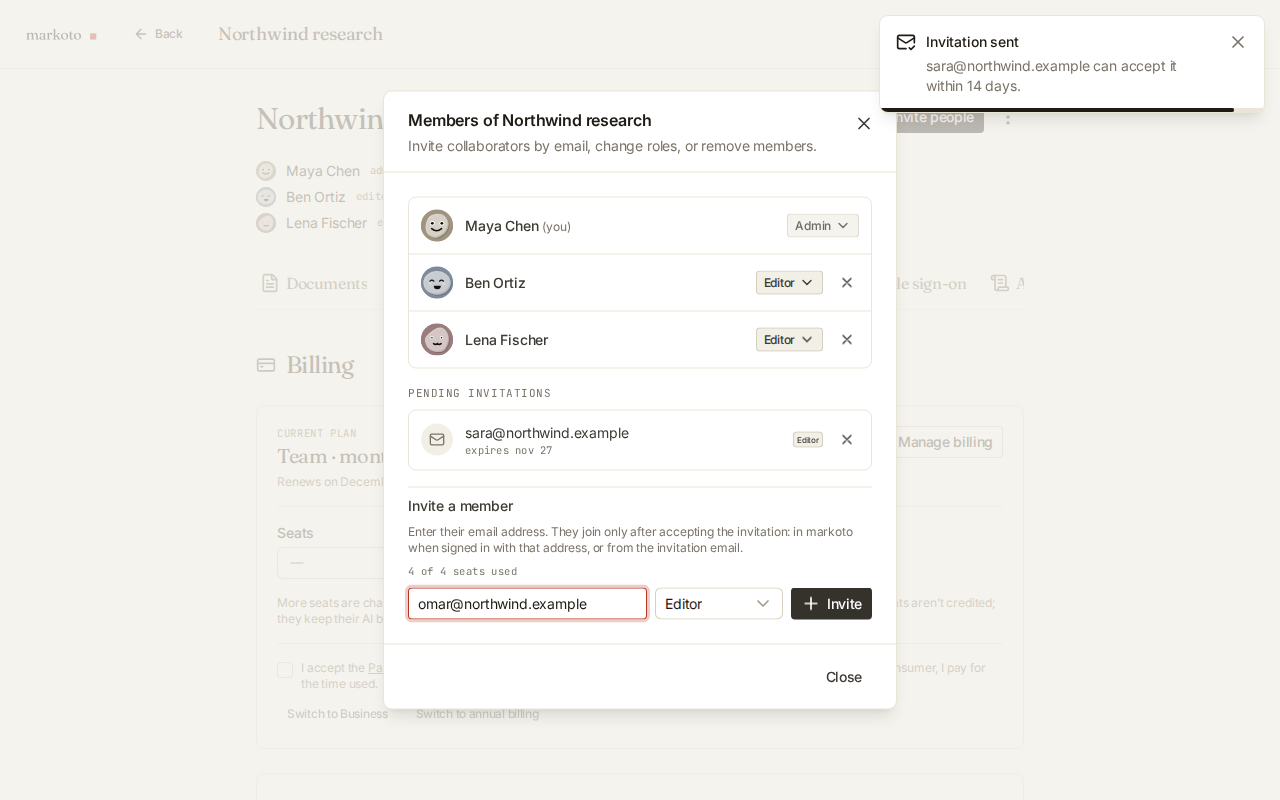 markoto
Back
Northwind research
Invitation sent
sara@northwind.example can accept it
within 14 days.
Northwin
nvite people
Maya Chen
Ben Ortiz
Lena Fischer
Documents
le sign-on
Members of Northwind research
Invite collaborators by email, change roles, or remove members.
Maya Chen (you)
Admin
Ben Ortiz
Editor
Lena Fischer
Editor
PENDING INVITATIONS
sara@northwind.example
expires nov 27
Editor
Invite a member
Enter their email address. They join only after accepting the invitation: in markoto
when signed in with that address, or from the invitation email.
4 of 4 seats used
omar@northwind.example
Editor
Invite
Close
Billing
CURRENT PLAN
Team · mont
Renews on Decem
Manage billing
Seats
—
More seats are cha
ts aren't credited;
they keep their AI b
I accept the Pa
nsumer, I pay for
the time used.
Switch to Business
Switch to annual billing